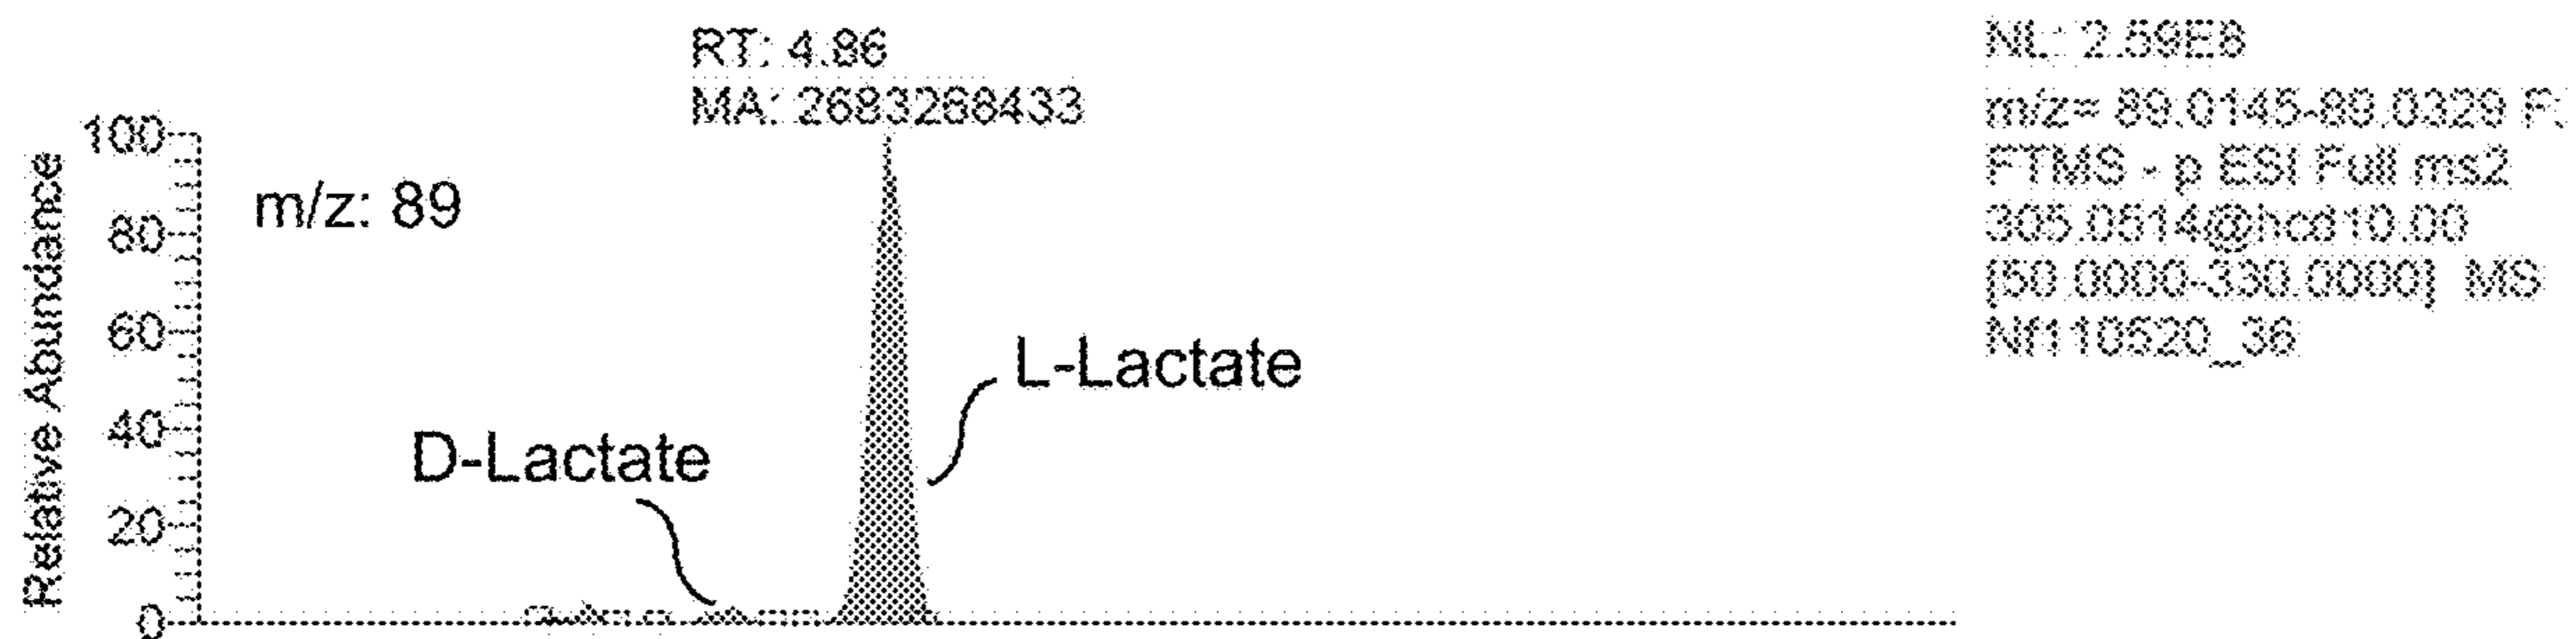 RT: 4.86
MA: 2683268433
NL: 2.59E8
m/z= 89.0145-89.0329 F:
FTMS - p ESI Full ms2
305.0514@hcd10.00
[50.0000-330.0000] MS
Nf110520_36
Relative Abundance
100
80
60
40
20
0
m/z: 89
L-Lactate
D-Lactate